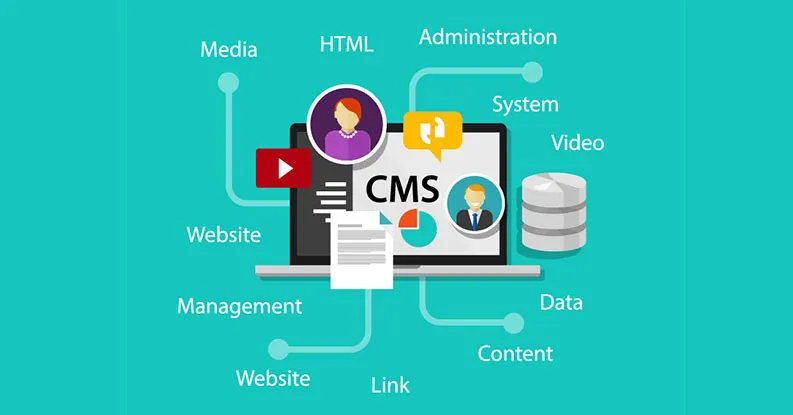 Media
HTML
Administration
System
Video
CMS
Website
Management
Data
Content
Website
Link